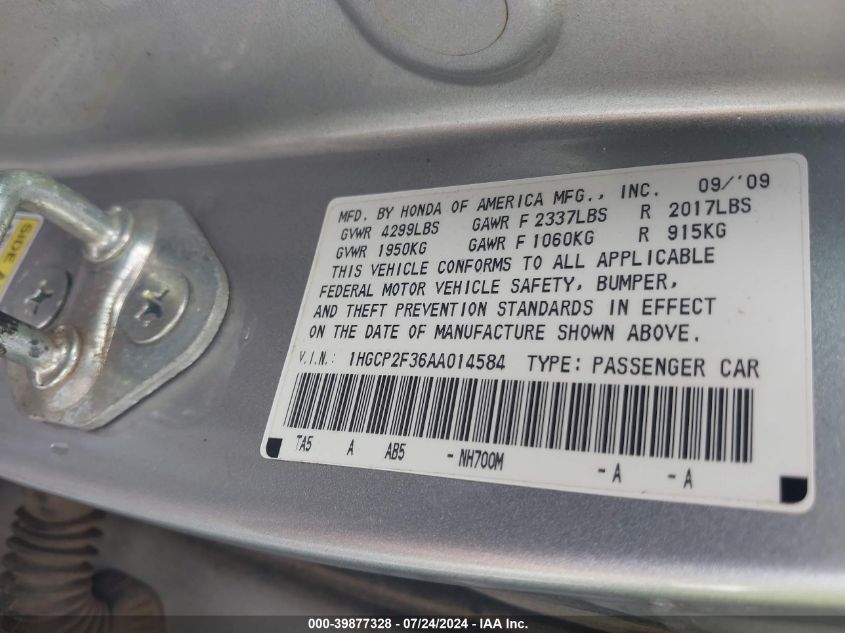 SIDE
MFD. BY HONDA OF AMERICA MFG., INC. 09/'09
GVWR 4299LBS GAWR F 2337LBS R 2017LBS
GVWR 1950KG GAWR F 1060KG R 915KG
THIS VEHICLE CONFORMS TO ALL APPLICABLE
FEDERAL MOTOR VEHICLE SAFETY, BUMPER,
AND THEFT PREVENTION STANDARDS IN EFFECT
ON THE DATE OF MANUFACTURE SHOWN ABOVE.
V.I.N.: 1HGCP2F36AA014584 TYPE: PASSENGER CAR
TA5 A AB5 -NH700M -A -A
000-39877328 / 07/24/2024 - IAA Inc.